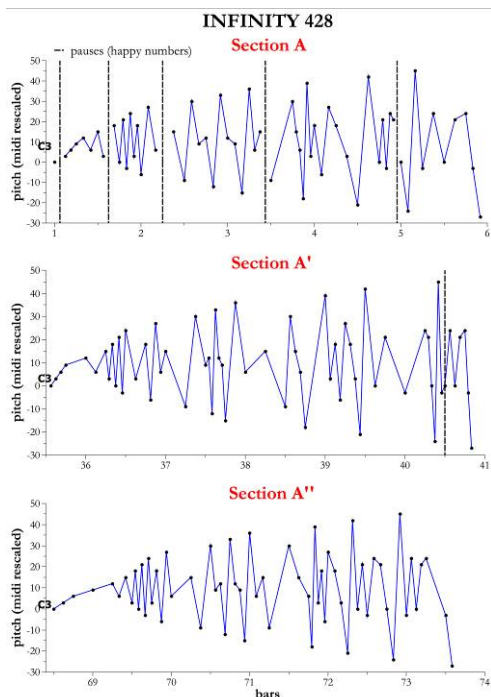 INFINITY 428
Section A
pauses (happy numbers)
pitch (midi rescaled)
50
40
30
20
10
C3
0
-10
-20
-30
1 2 3 4 5 6
Section A'
pitch (midi rescaled)
50
40
30
20
10
C3
0
-10
-20
-30
36 37 38 39 40 41
Section A''
pitch (midi rescaled)
50
40
30
20
10
C3
0
-10
-20
-30
69 70 71 72 73 74
bars